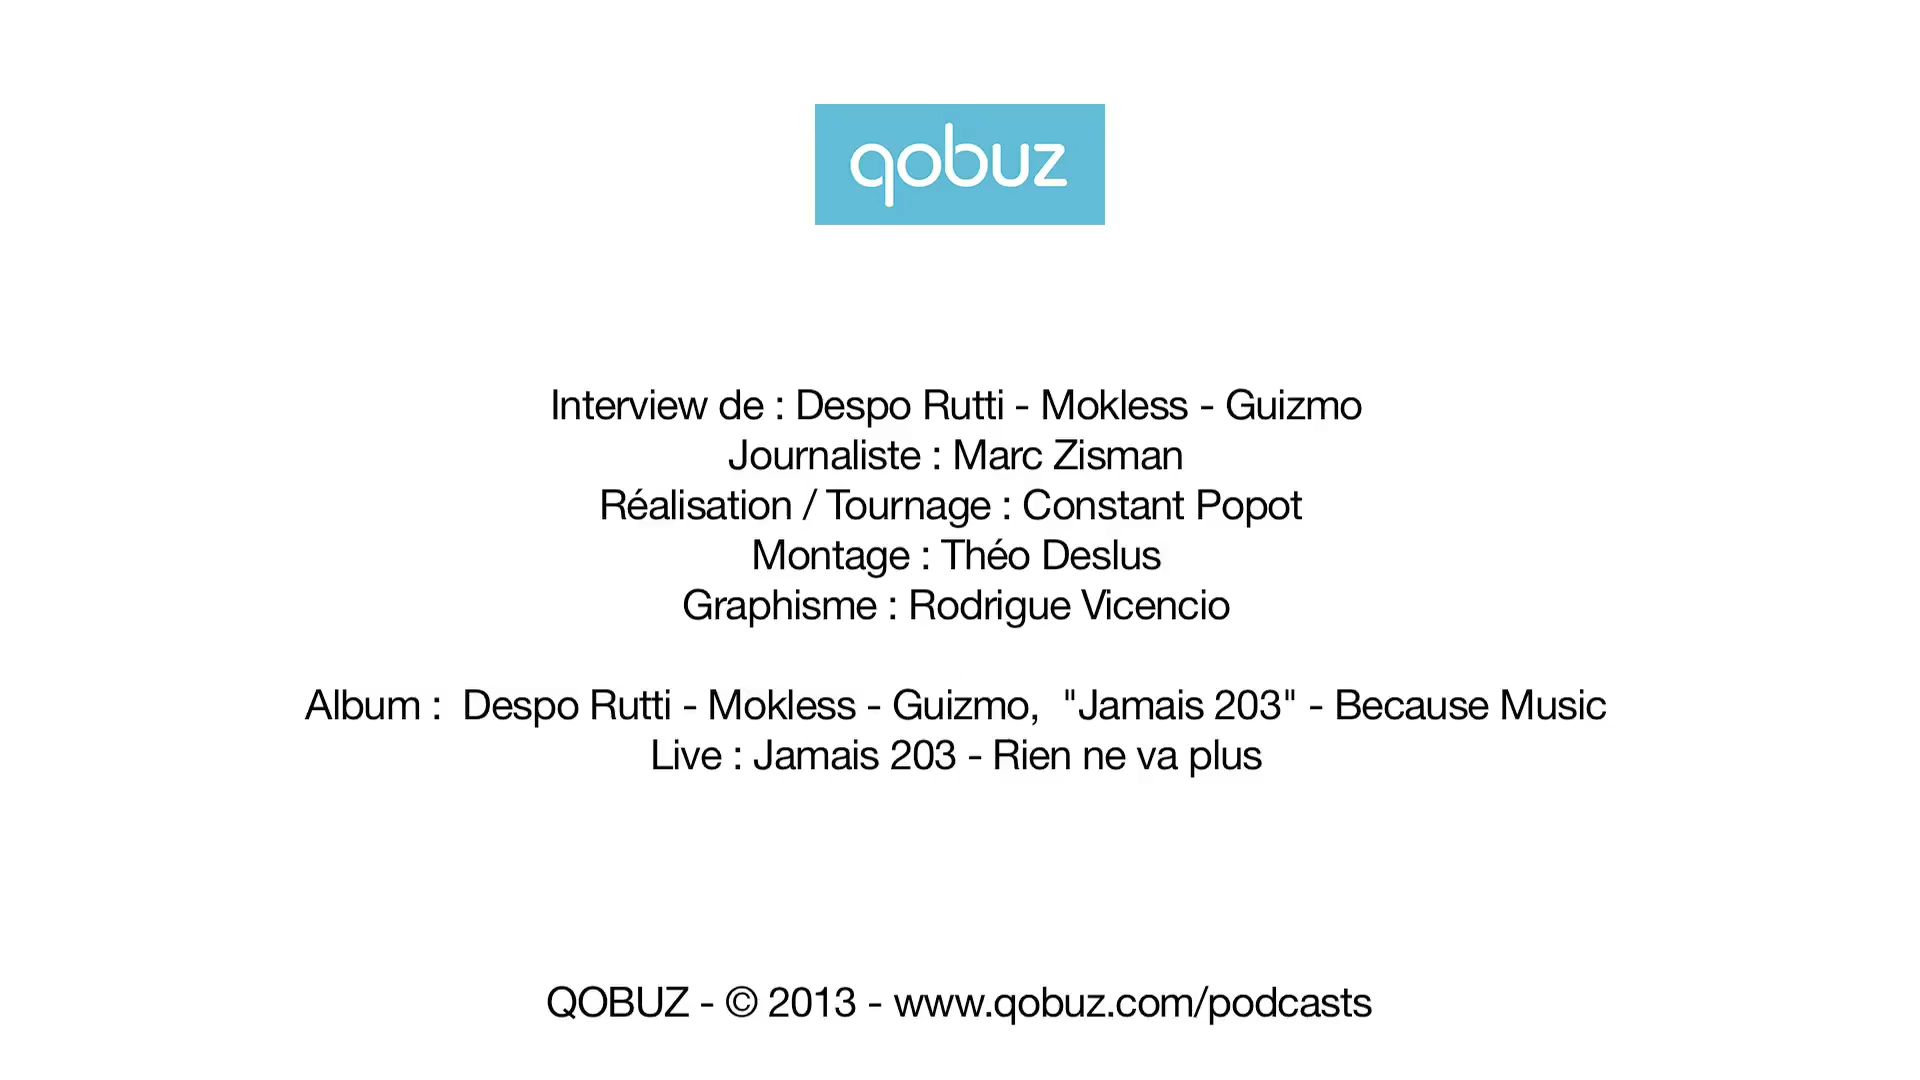 qobuz
Interview de : Despo Rutti - Mokless - Guizmo
Journaliste : Marc Zisman
Réalisation / Tournage : Constant Popot
Montage : Théo Deslus
Graphisme : Rodrigue Vicencio
Album :  Despo Rutti - Mokless - Guizmo,  "Jamais 203" - Because Music
Live : Jamais 203 - Rien ne va plus
QOBUZ - © 2013 - www.qobuz.com/podcasts